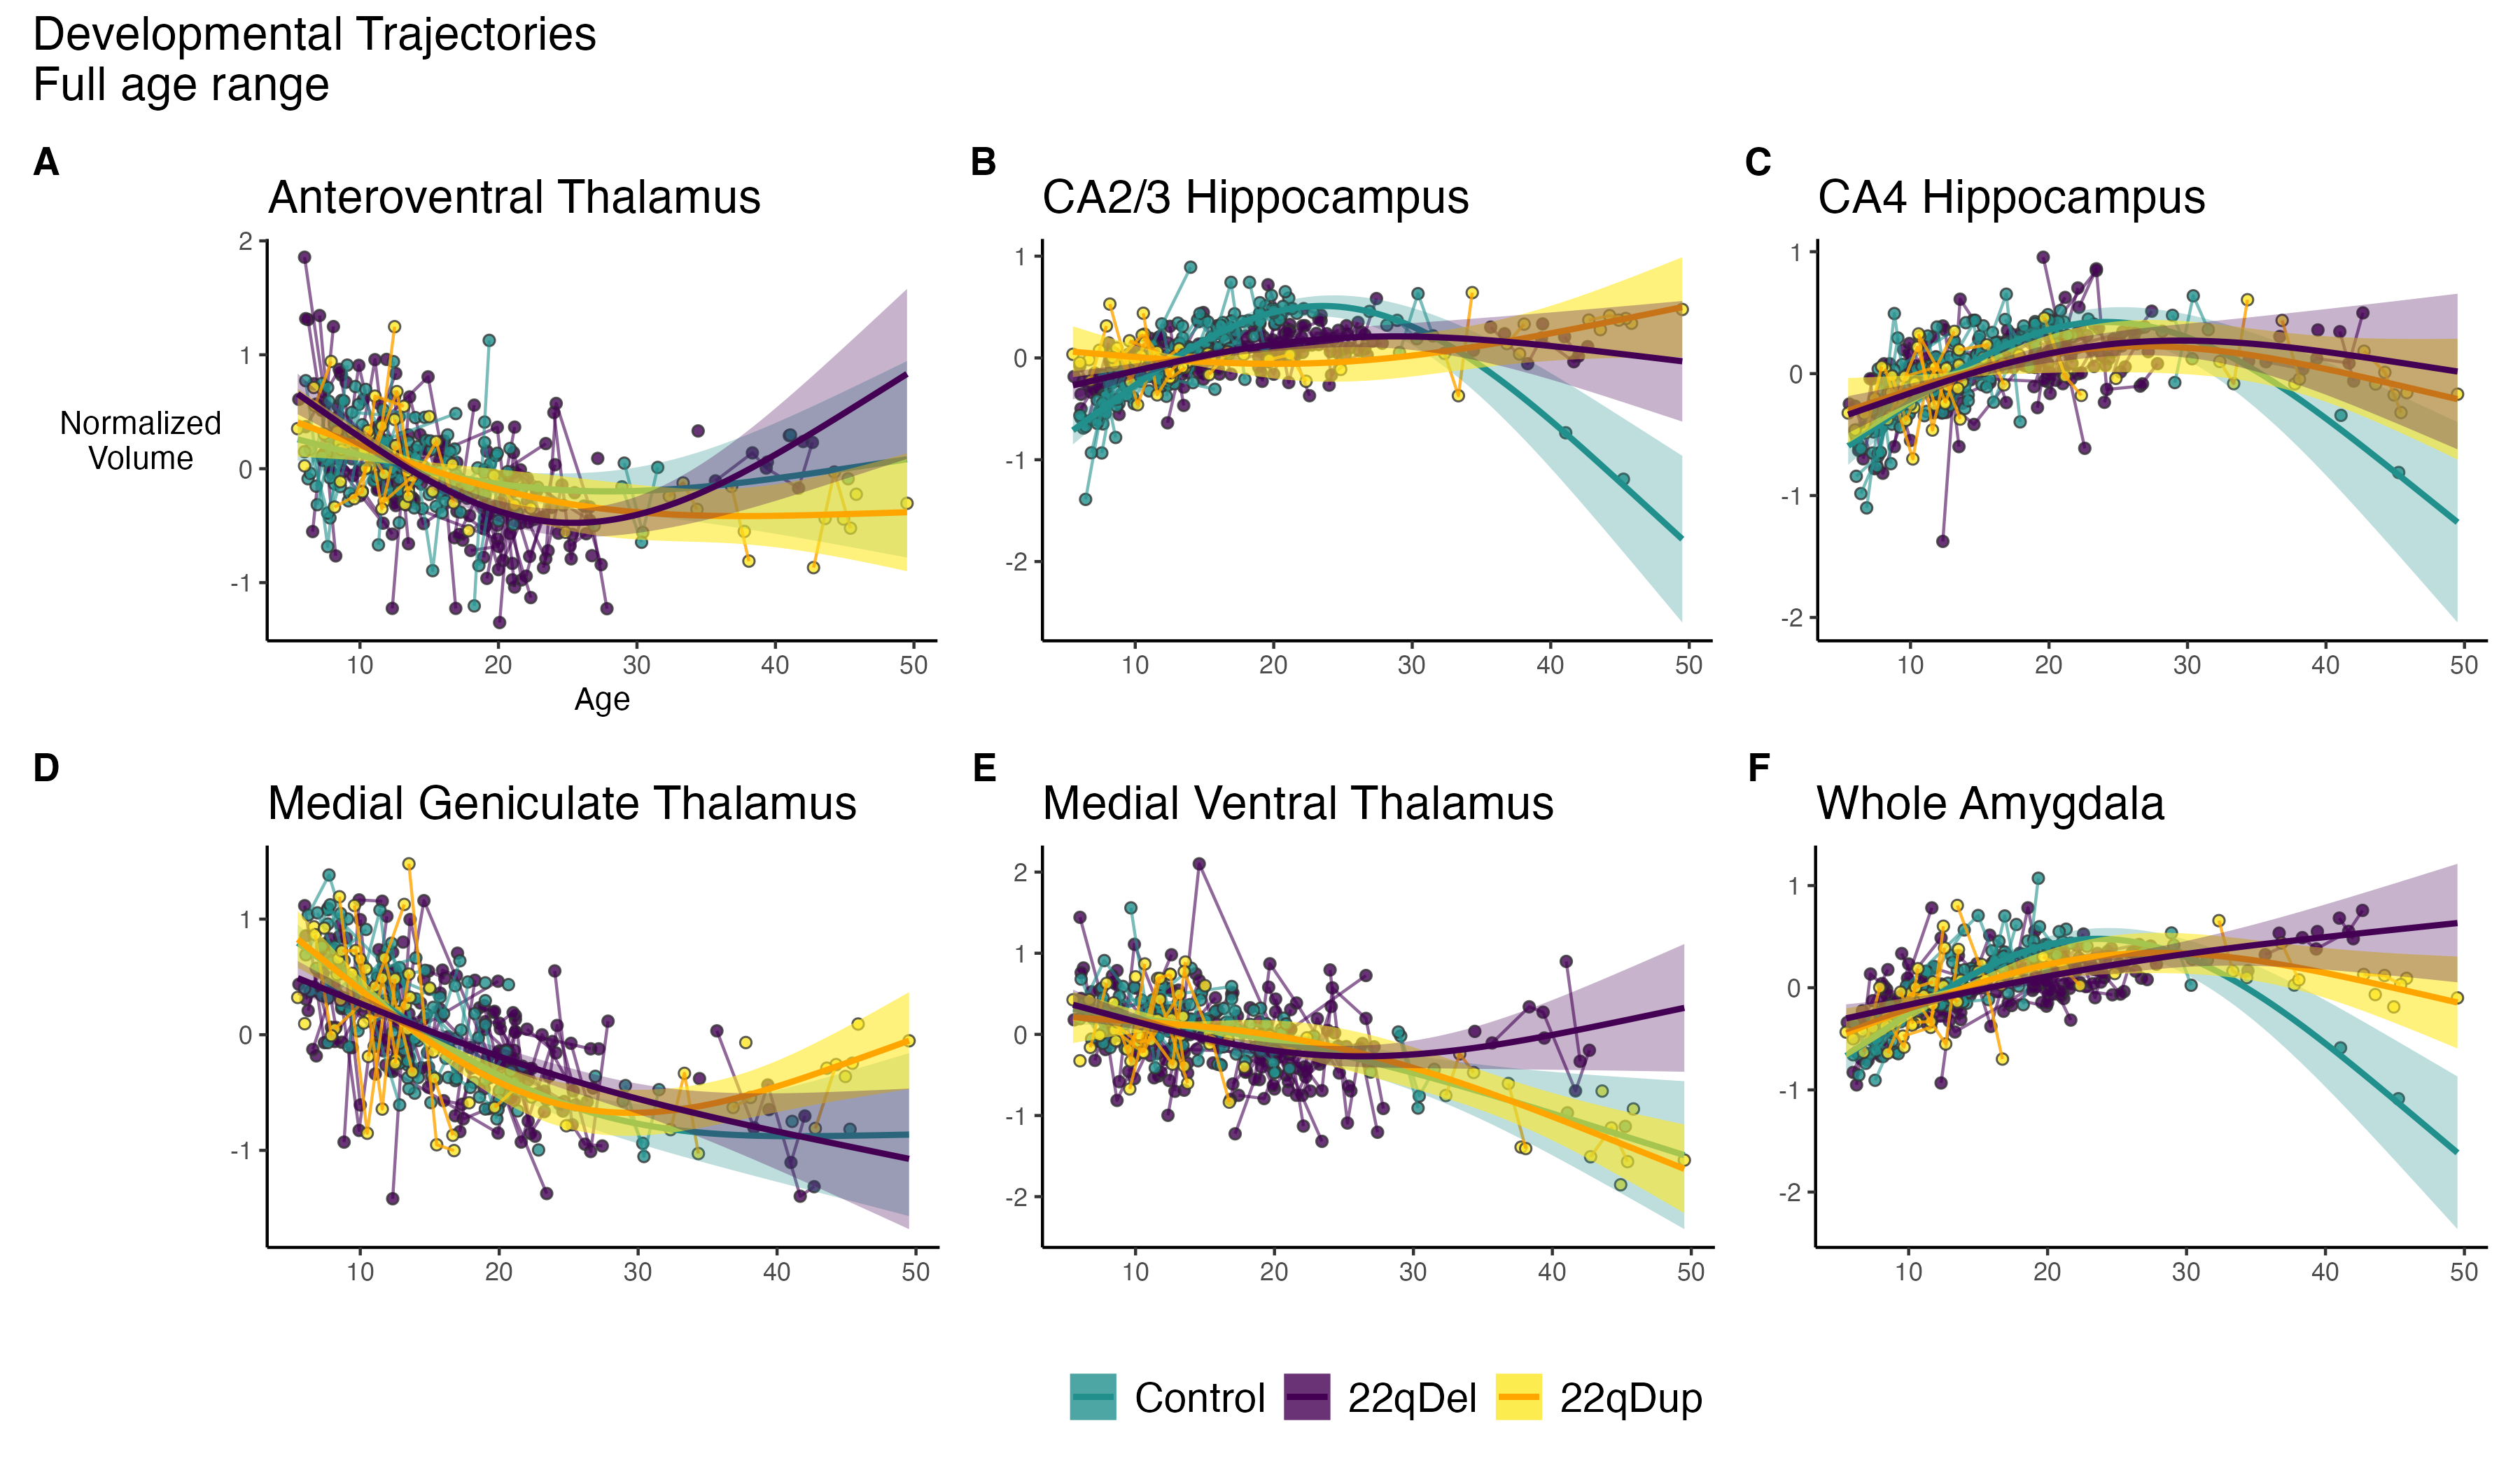 Developmental Trajectories
Full age range
A
Anteroventral Thalamus
Normalized
Volume
2
1
0
-1
10 20 30 40 50
Age
B
CA2/3 Hippocampus
1
0
-1
-2
10 20 30 40 50
C
CA4 Hippocampus
1
0
-1
-2
10 20 30 40 50
D
Medial Geniculate Thalamus
1
0
-1
10 20 30 40 50
E
Medial Ventral Thalamus
2
1
0
-1
-2
10 20 30 40 50
F
Whole Amygdala
1
0
-1
-2
10 20 30 40 50
Control 22qDel 22qDup